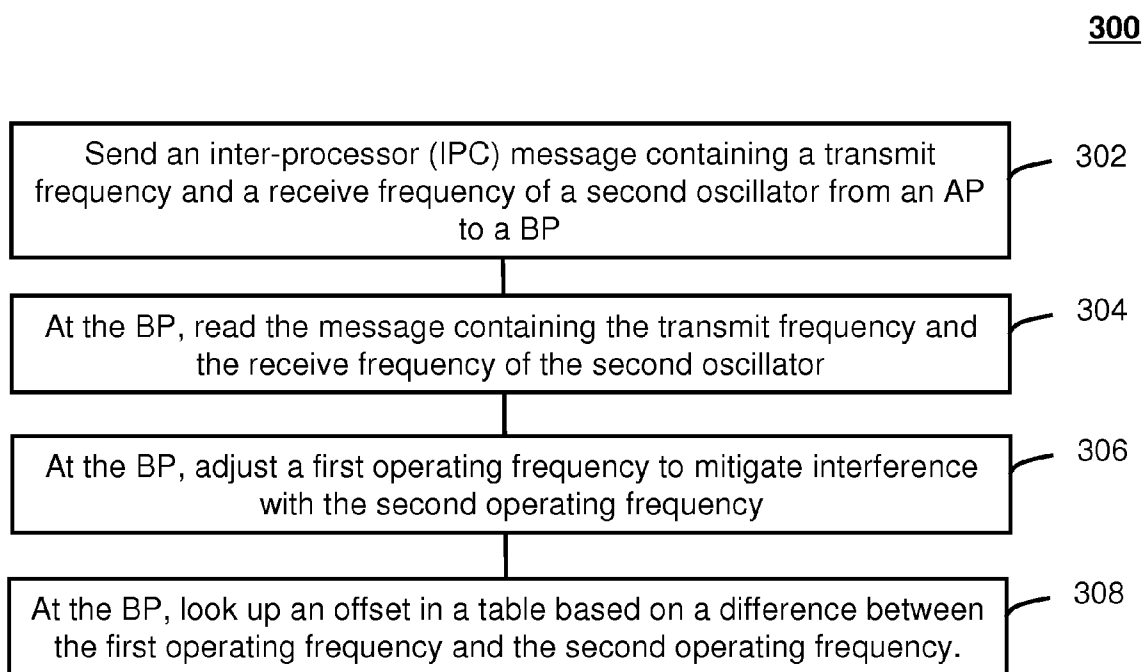 300
Send an inter-processor (IPC) message containing a transmit
frequency and a receive frequency of a second oscillator from an AP
to a BP
302
At the BP, read the message containing the transmit frequency and
the receive frequency of the second oscillator
304
At the BP, adjust a first operating frequency to mitigate interference
with the second operating frequency
306
At the BP, look up an offset in a table based on a difference between
the first operating frequency and the second operating frequency.
308